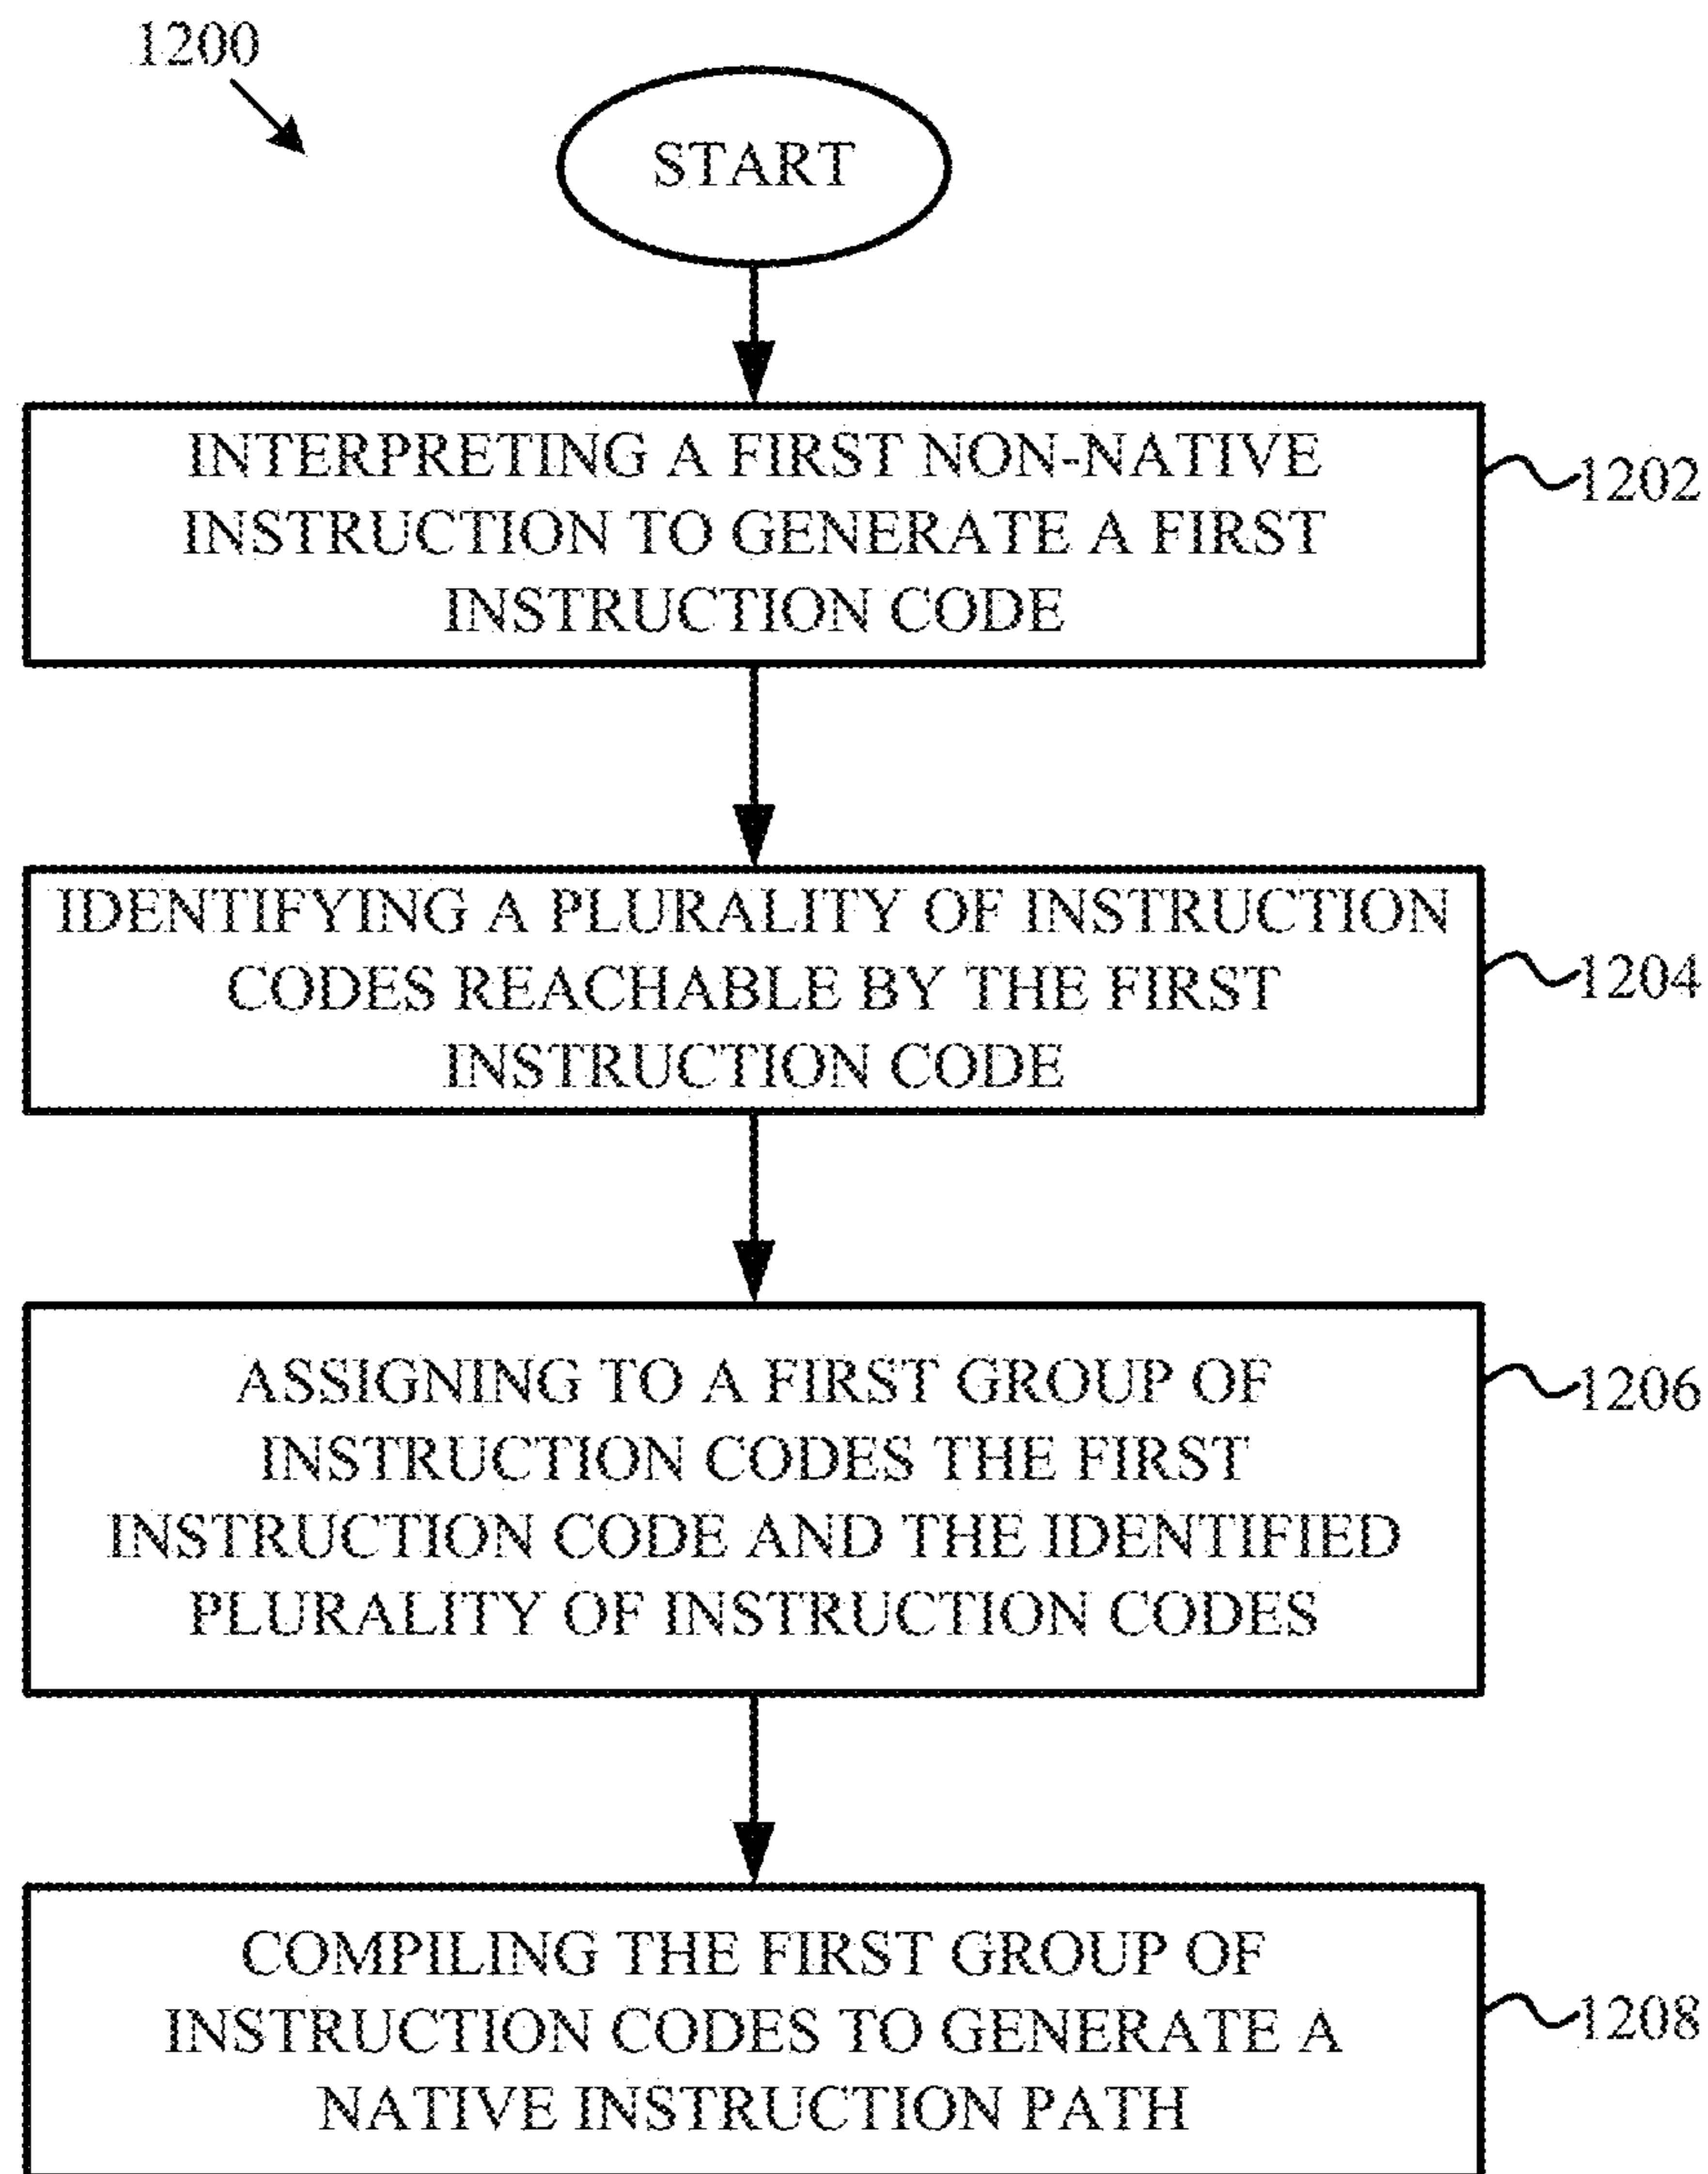 1200
START
INTERPRETING A FIRST NON-NATIVE
INSTRUCTION TO GENERATE A FIRST
INSTRUCTION CODE
1202
IDENTIFYING A PLURALITY OF INSTRUCTION
CODES REACHABLE BY THE FIRST
INSTRUCTION CODE
1204
ASSIGNING TO A FIRST GROUP OF
INSTRUCTION CODES THE FIRST
INSTRUCTION CODE AND THE IDENTIFIED
PLURALITY OF INSTRUCTION CODES
1206
COMPILING THE FIRST GROUP OF
INSTRUCTION CODES TO GENERATE A
NATIVE INSTRUCTION PATH
1208